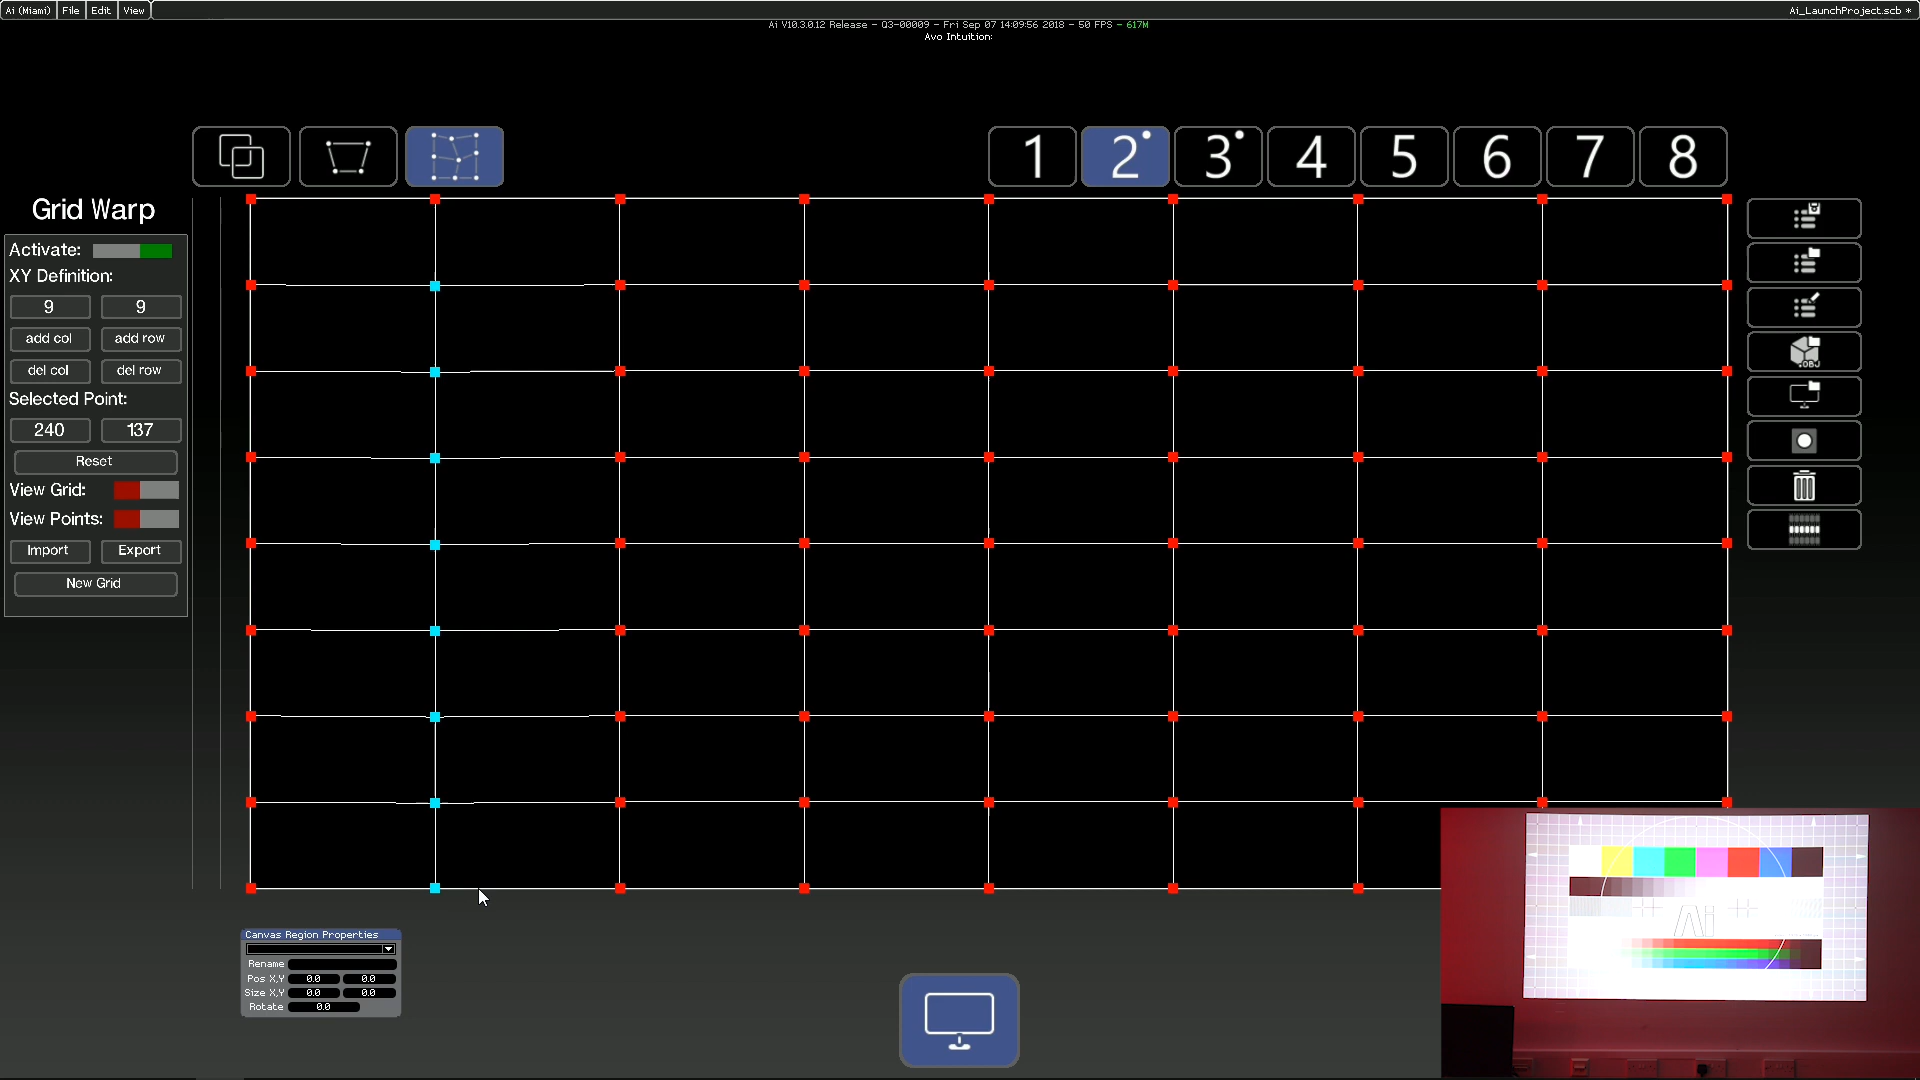 Ai (Miami) File Edit View
Ai_LaunchProject.scb *
Ai V10.3.0.12 Release - Q3-00009 - Fri Sep 07 14:09:56 2018 - 50 FPS - 617M
Avo Intuition:
1 2 3 4 5 6 7 8
Grid Warp
Activate:
XY Definition:
9 9
add col add row
del col del row
Selected Point:
240 137
Reset
View Grid:
View Points:
Import Export
New Grid
.OBJ
Canvas Region Properties
Rename
Pos X,Y 0.0 0.0
Size X,Y 0.0 0.0
Rotate 0.0
Ai